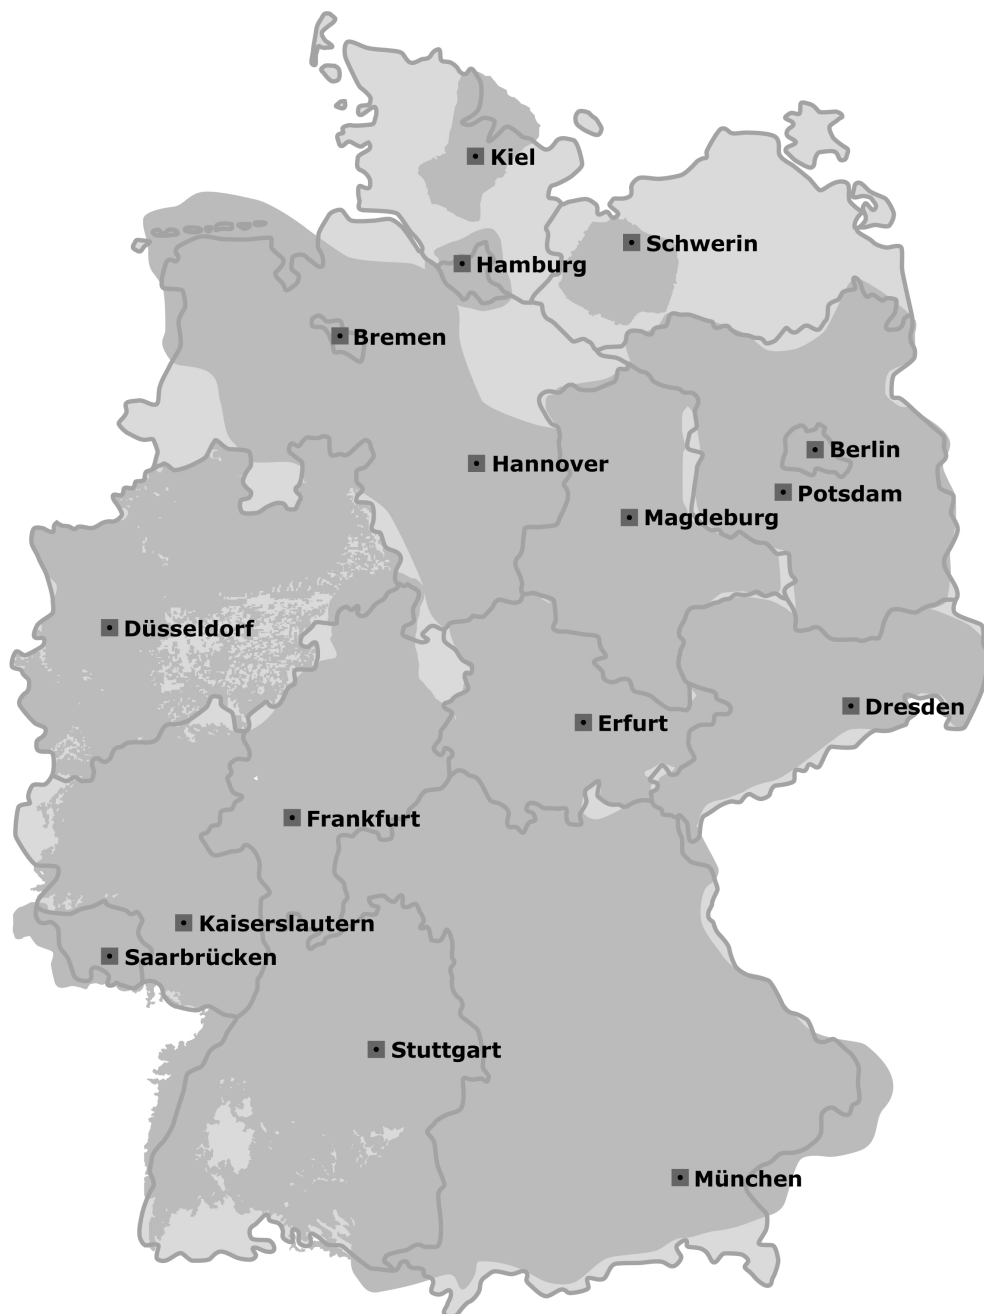 Kiel
Schwerin
Hamburg
Bremen
Berlin
Hannover
Potsdam
Magdeburg
Düsseldorf
Dresden
Erfurt
Frankfurt
Kaiserslautern
Saarbrücken
Stuttgart
München